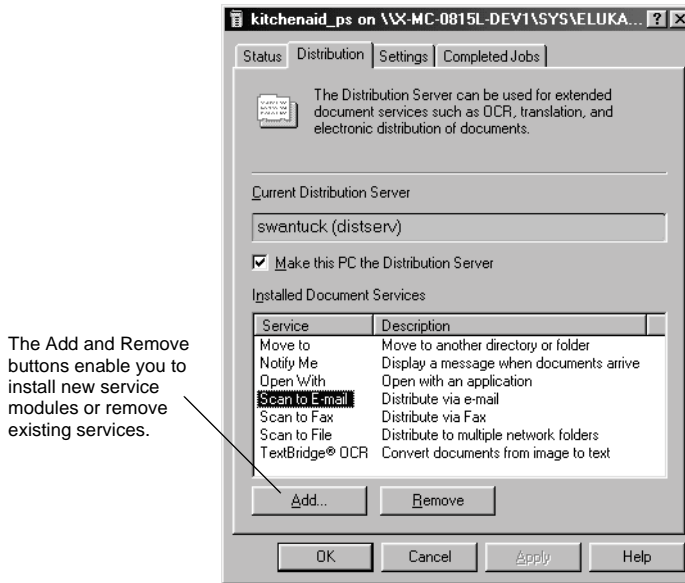 kitchenaid_ps on \\X-MC-0815L-DEV1\SYS\ELUKA...
Status Distribution Settings Completed Jobs
The Distribution Server can be used for extended
document services such as OCR, translation, and
electronic distribution of documents.
Current Distribution Server
swantuck (distserv)
Make this PC the Distribution Server
Installed Document Services
Service Description
Move to Move to another directory or folder
Notify Me Display a message when documents arrive
Open With Open with an application
Scan to E-mail Distribute via e-mail
Scan to Fax Distribute via Fax
Scan to File Distribute to multiple network folders
TextBridge® OCR Convert documents from image to text
Add... Remove
OK Cancel Apply Help
The Add and Remove
buttons enable you to
install new service
modules or remove
existing services.